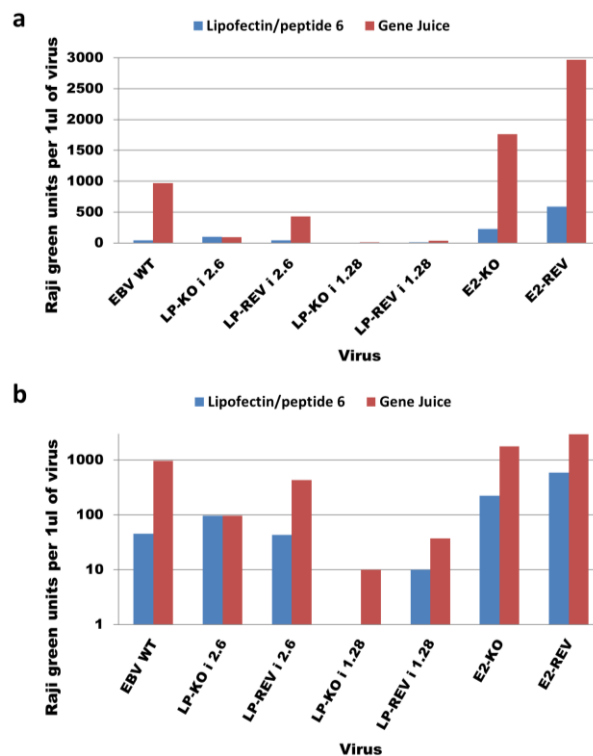 a
Lipofectin/peptide 6 Gene Juice
Raji green units per 1ul of virus
3000
2500
2000
1500
1000
500
0
EBV WT
LP-KO i 2.6
LP-REV i 2.6
LP-KO i 1.28
LP-REV i 1.28
E2-KO
E2-REV
Virus
b
Lipofectin/peptide 6 Gene Juice
Raji green units per 1ul of virus
1000
100
10
1
EBV WT
LP-KO i 2.6
LP-REV i 2.6
LP-KO i 1.28
LP-REV i 1.28
E2-KO
E2-REV
Virus